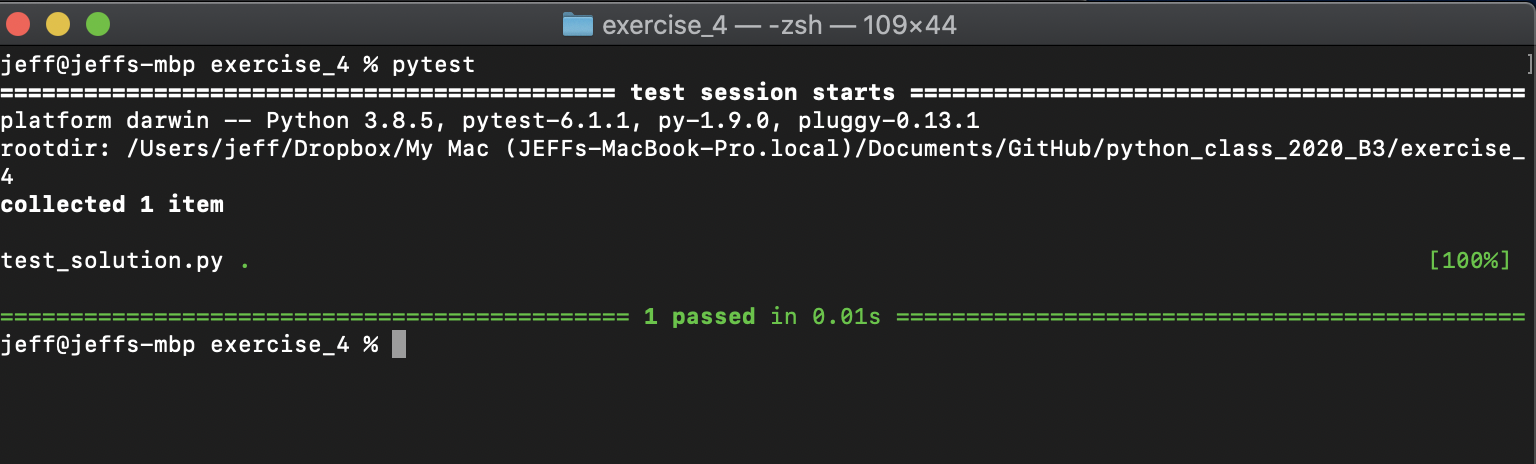 exercise_4 — -zsh — 109×44
jeff@jeffs-mbp exercise_4 % pytest ]
============================================ test session starts ============================================
platform darwin -- Python 3.8.5, pytest-6.1.1, py-1.9.0, pluggy-0.13.1
rootdir: /Users/jeff/Dropbox/My Mac (JEFFs-MacBook-Pro.local)/Documents/GitHub/python_class_2020_B3/exercise_
4
collected 1 item
test_solution.py . [100%]
============================================= 1 passed in 0.01s =============================================
jeff@jeffs-mbp exercise_4 %